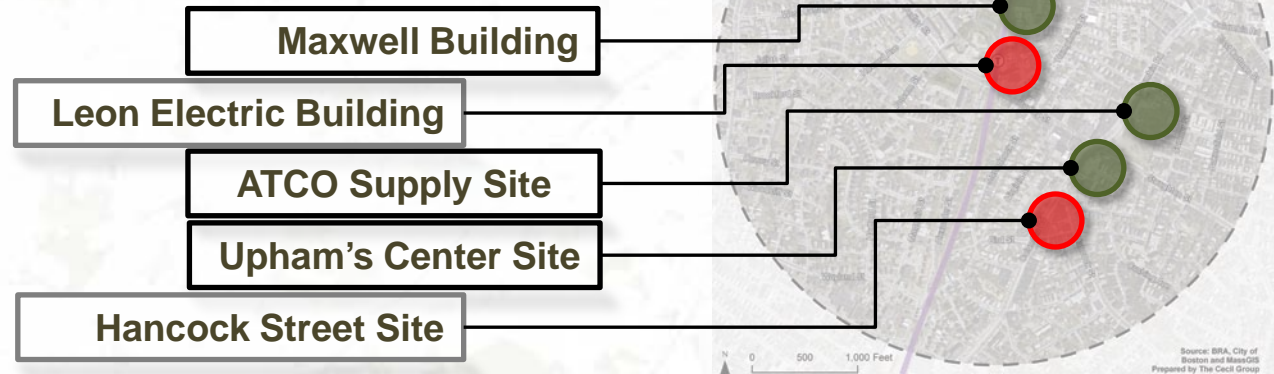 Maxwell Building
Leon Electric Building
ATCO Supply Site
Upham's Center Site
Hancock Street Site
N 0 500 1,000 Feet
Source: BRA, City of
Boston and MassGIS
Prepared by The Cecil Group